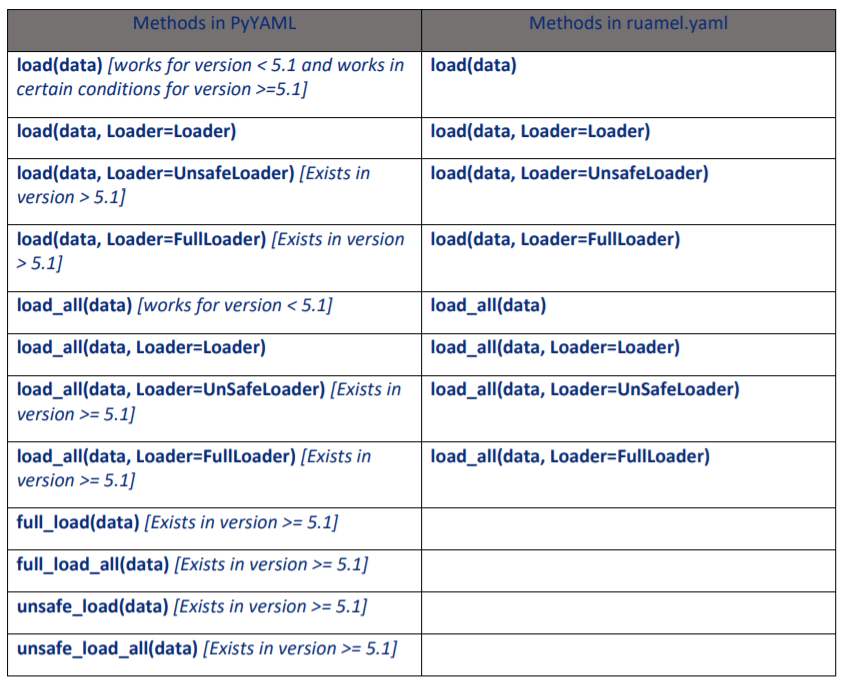 Methods in PyYAML
Methods in ruamel.yaml
load(data) [works for version < 5.1 and works in
certain conditions for version >=5.1]
load(data)
load(data, Loader=Loader)
load(data, Loader=Loader)
load(data, Loader=UnsafeLoader) [Exists in
version > 5.1]
load(data, Loader=UnsafeLoader)
load(data, Loader=FullLoader) [Exists in version
> 5.1]
load(data, Loader=FullLoader)
load_all(data) [works for version < 5.1]
load_all(data)
load_all(data, Loader=Loader)
load_all(data, Loader=Loader)
load_all(data, Loader=UnSafeLoader) [Exists in
version >= 5.1]
load_all(data, Loader=UnSafeLoader)
load_all(data, Loader=FullLoader) [Exists in
version >= 5.1]
load_all(data, Loader=FullLoader)
full_load(data) [Exists in version >= 5.1]
full_load_all(data) [Exists in version >= 5.1]
unsafe_load(data) [Exists in version >= 5.1]
unsafe_load_all(data) [Exists in version >= 5.1]